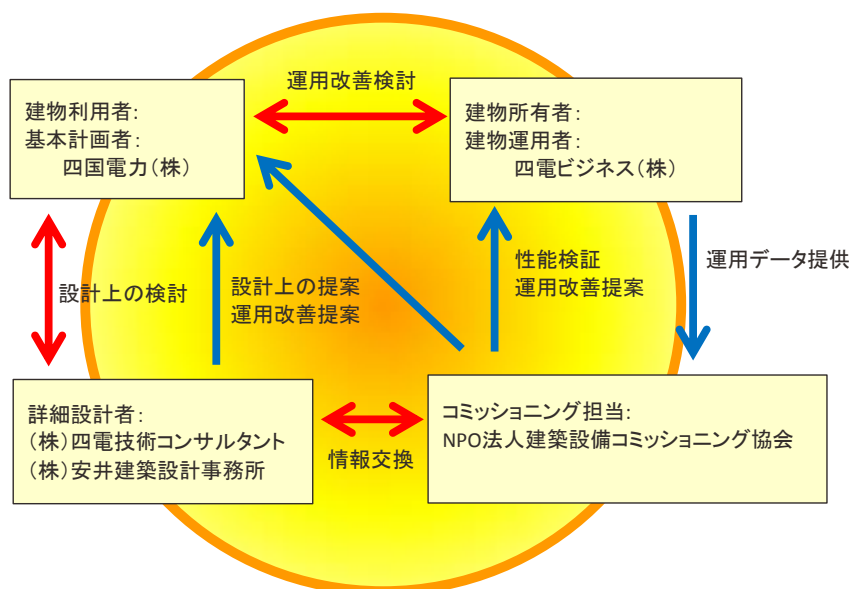 運用改善検討
建物利用者:
基本計画者:
四国電力(株)
建物所有者:
建物運用者:
四電ビジネス(株)
設計上の検討
設計上の提案
運用改善提案
性能検証
運用改善提案
運用データ提供
詳細設計者:
(株)四電技術コンサルタント
(株)安井建築設計事務所
情報交換
コミッショニング担当:
NPO法人建築設備コミッショニング協会